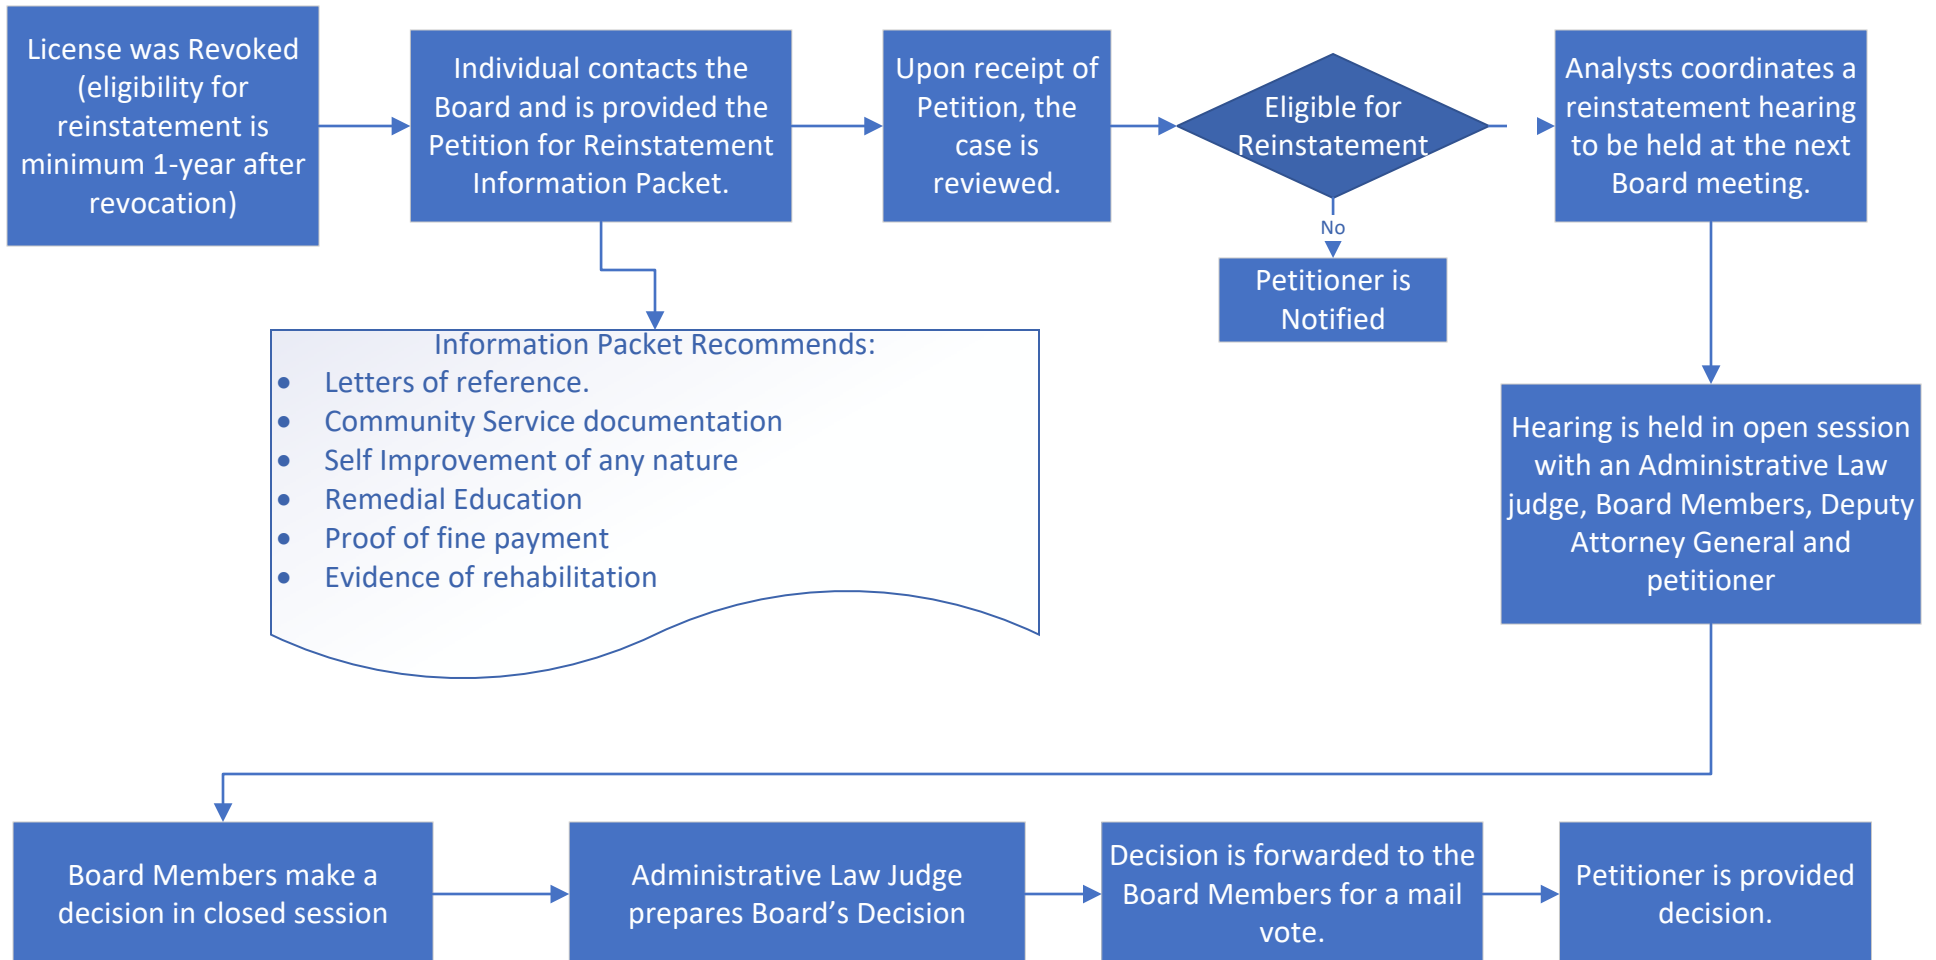 License was Revoked
(eligibility for
reinstatement is
minimum 1-year after
revocation)
Individual contacts the
Board and is provided the
Petition for Reinstatement
Information Packet.
Upon receipt of
Petition, the
case is
reviewed.
Eligible for
Reinstatement
No
Petitioner is
Notified
Analysts coordinates a
reinstatement hearing
to be held at the next
Board meeting.
Information Packet Recommends:
• Letters of reference.
• Community Service documentation
• Self Improvement of any nature
• Remedial Education
• Proof of fine payment
• Evidence of rehabilitation
Hearing is held in open session
with an Administrative Law
judge, Board Members, Deputy
Attorney General and
petitioner
Board Members make a
decision in closed session
Administrative Law Judge
prepares Board’s Decision
Decision is forwarded to the
Board Members for a mail
vote.
Petitioner is provided
decision.